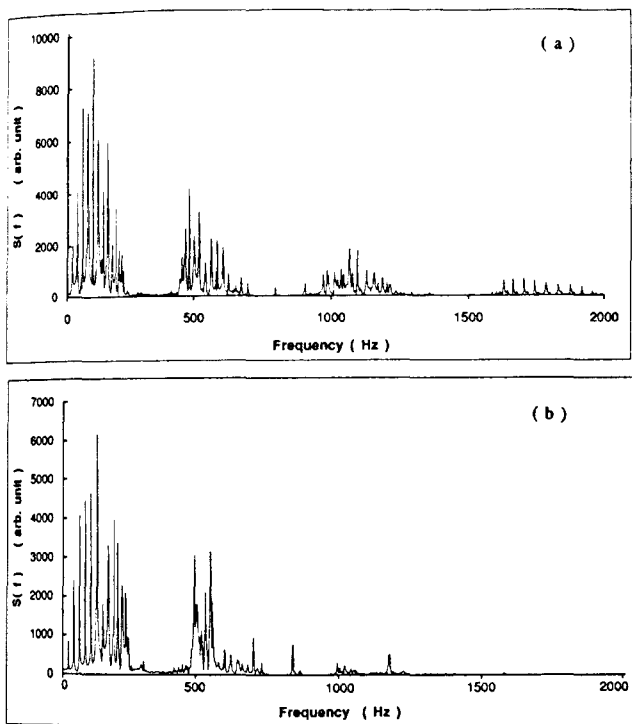 ( a )
10000
8000
6000
4000
2000
0
S( f ) ( arb. unit )
0 500 1000 1500 2000
Frequency ( Hz )
( b )
7000
6000
5000
4000
3000
2000
1000
0
S( f ) ( arb. unit )
0 500 1000 1500 2000
Frequency ( Hz )